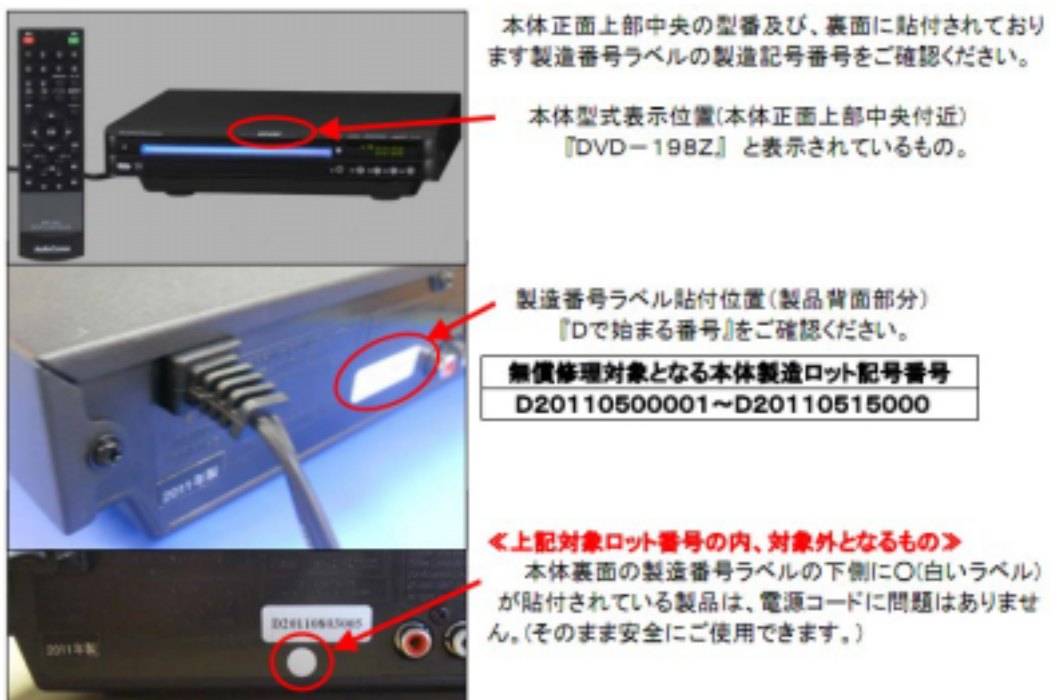 本体正面上部中央の型番及び、裏面に貼付されており
ます製造番号ラベルの製造記号番号をご確認ください。
本体型式表示位置(本体正面上部中央付近)
『DVD－198Z』 と表示されているもの。
AudioComm
製造番号ラベル貼付位置(製品背面部分)
『Dで始まる番号』をご確認ください。
無償修理対象となる本体製造ロット記号番号
D20110500001～D20110515000
2011年製
≪上記対象ロット番号の内、対象外となるもの≫
本体裏面の製造番号ラベルの下側に○(白いラベル)
が貼付されている製品は、電源コードに問題はありませ
ん。(そのまま安全にご使用できます。)
2011年製